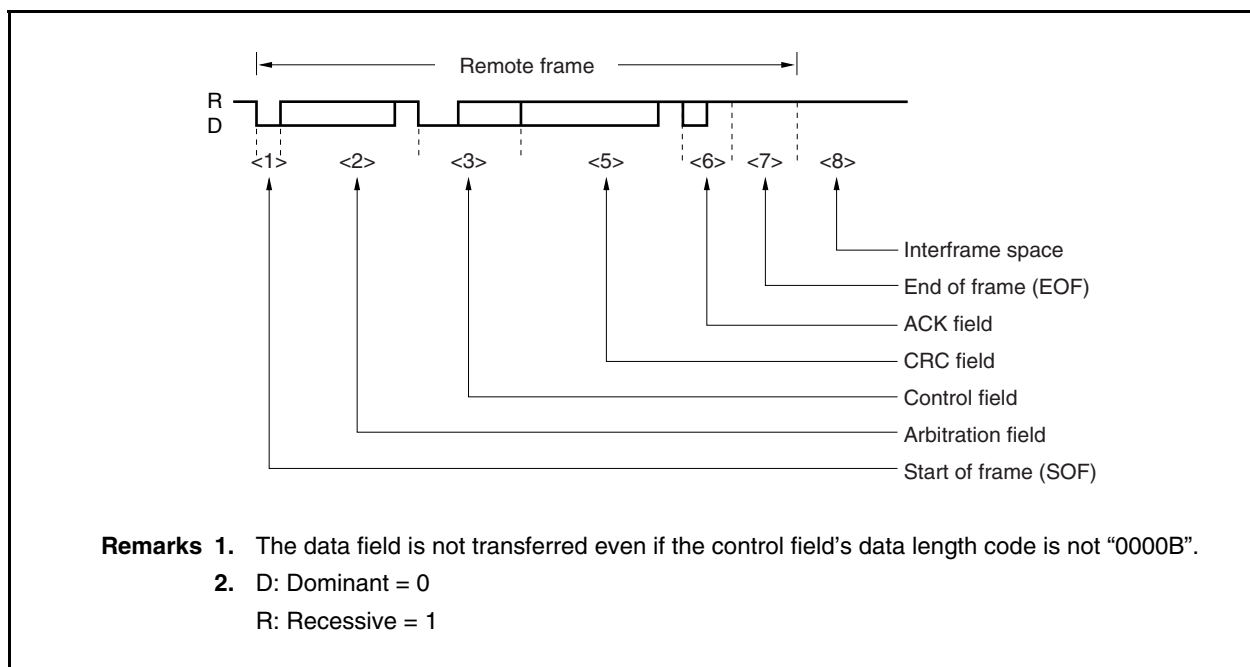 Remote frame
R
D
<1> <2> <3> <5> <6> <7> <8>
Interframe space
End of frame (EOF)
ACK field
CRC field
Control field
Arbitration field
Start of frame (SOF)
Remarks 1. The data field is not transferred even if the control field’s data length code is not “0000B”.
2. D: Dominant = 0
R: Recessive = 1